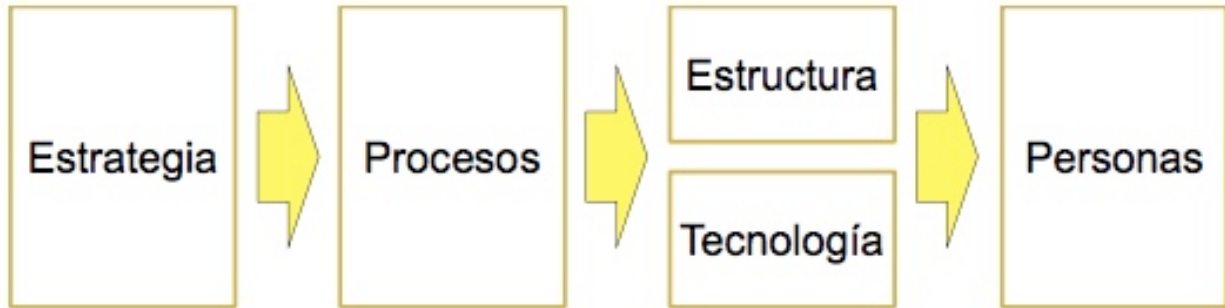 Estrategia
Procesos
Estructura
Tecnología
Personas